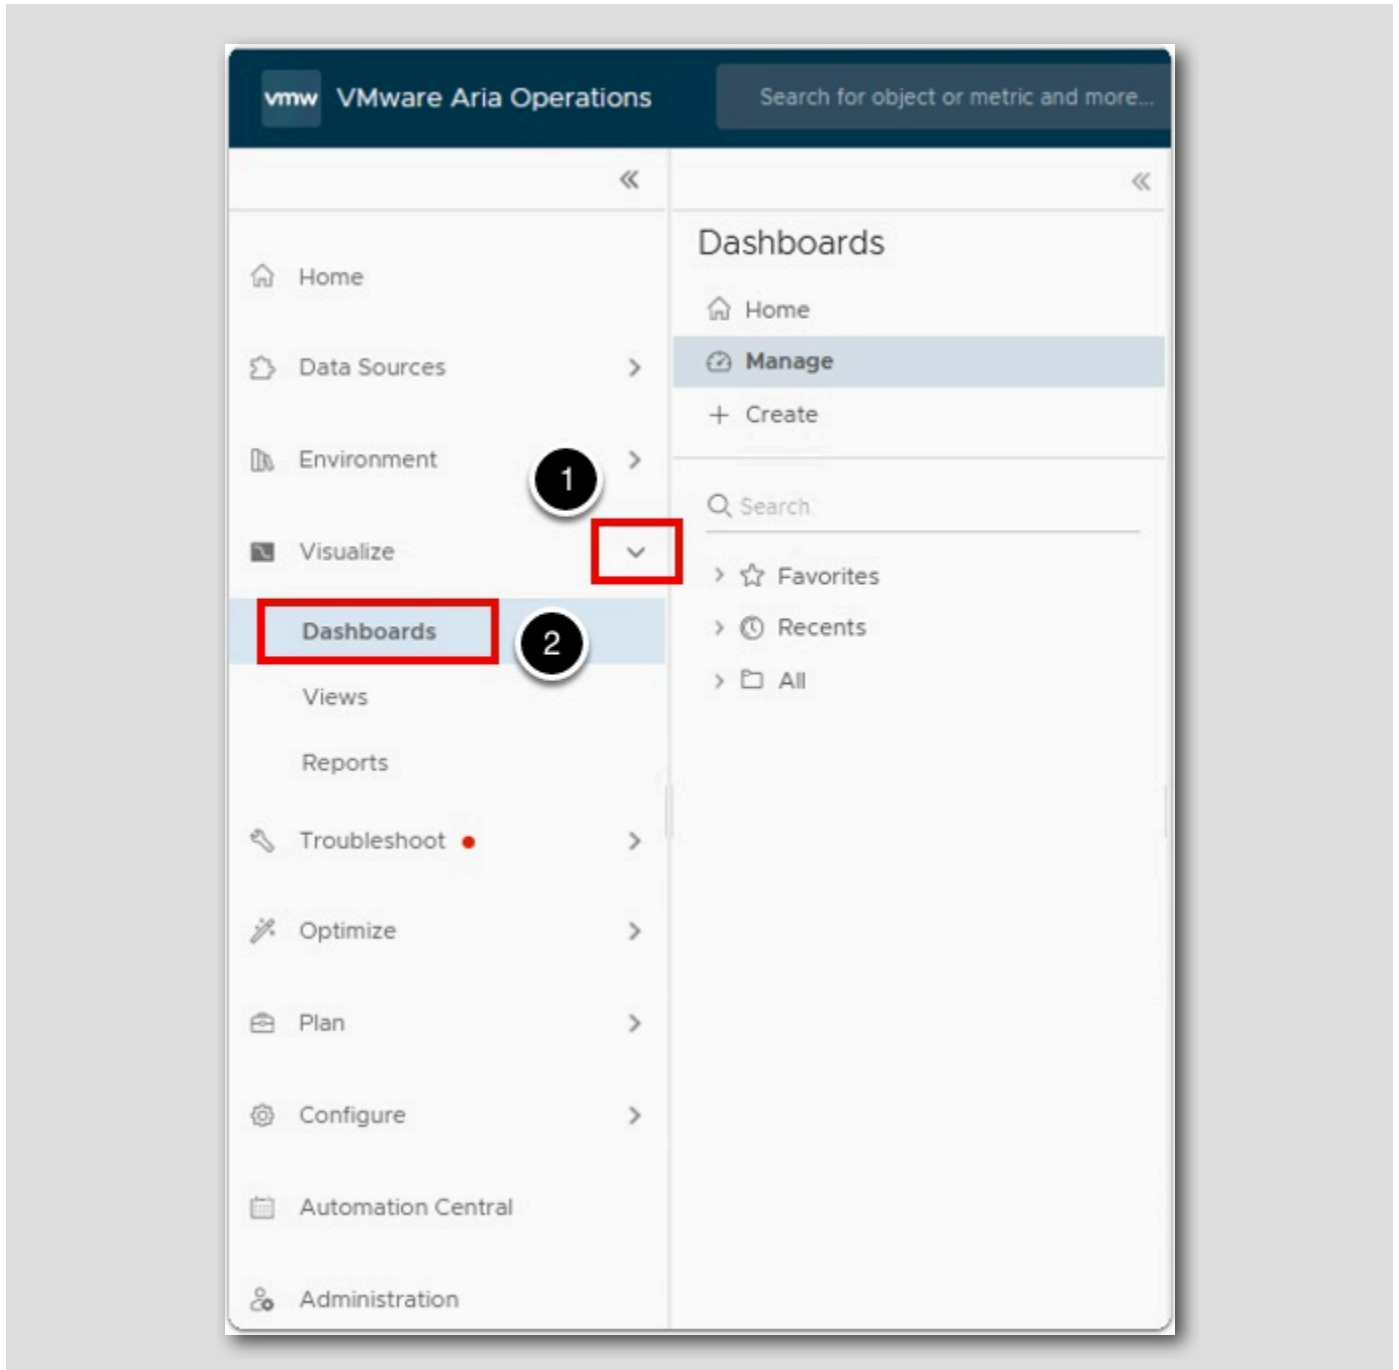 vmw VMware Aria Operations
Search for object or metric and more...
Home
Data Sources
Environment
1
Visualize
Dashboards
2
Views
Reports
Troubleshoot
Optimize
Plan
Configure
Automation Central
Administration
Dashboards
Home
Manage
Create
Search
Favorites
Recents
All